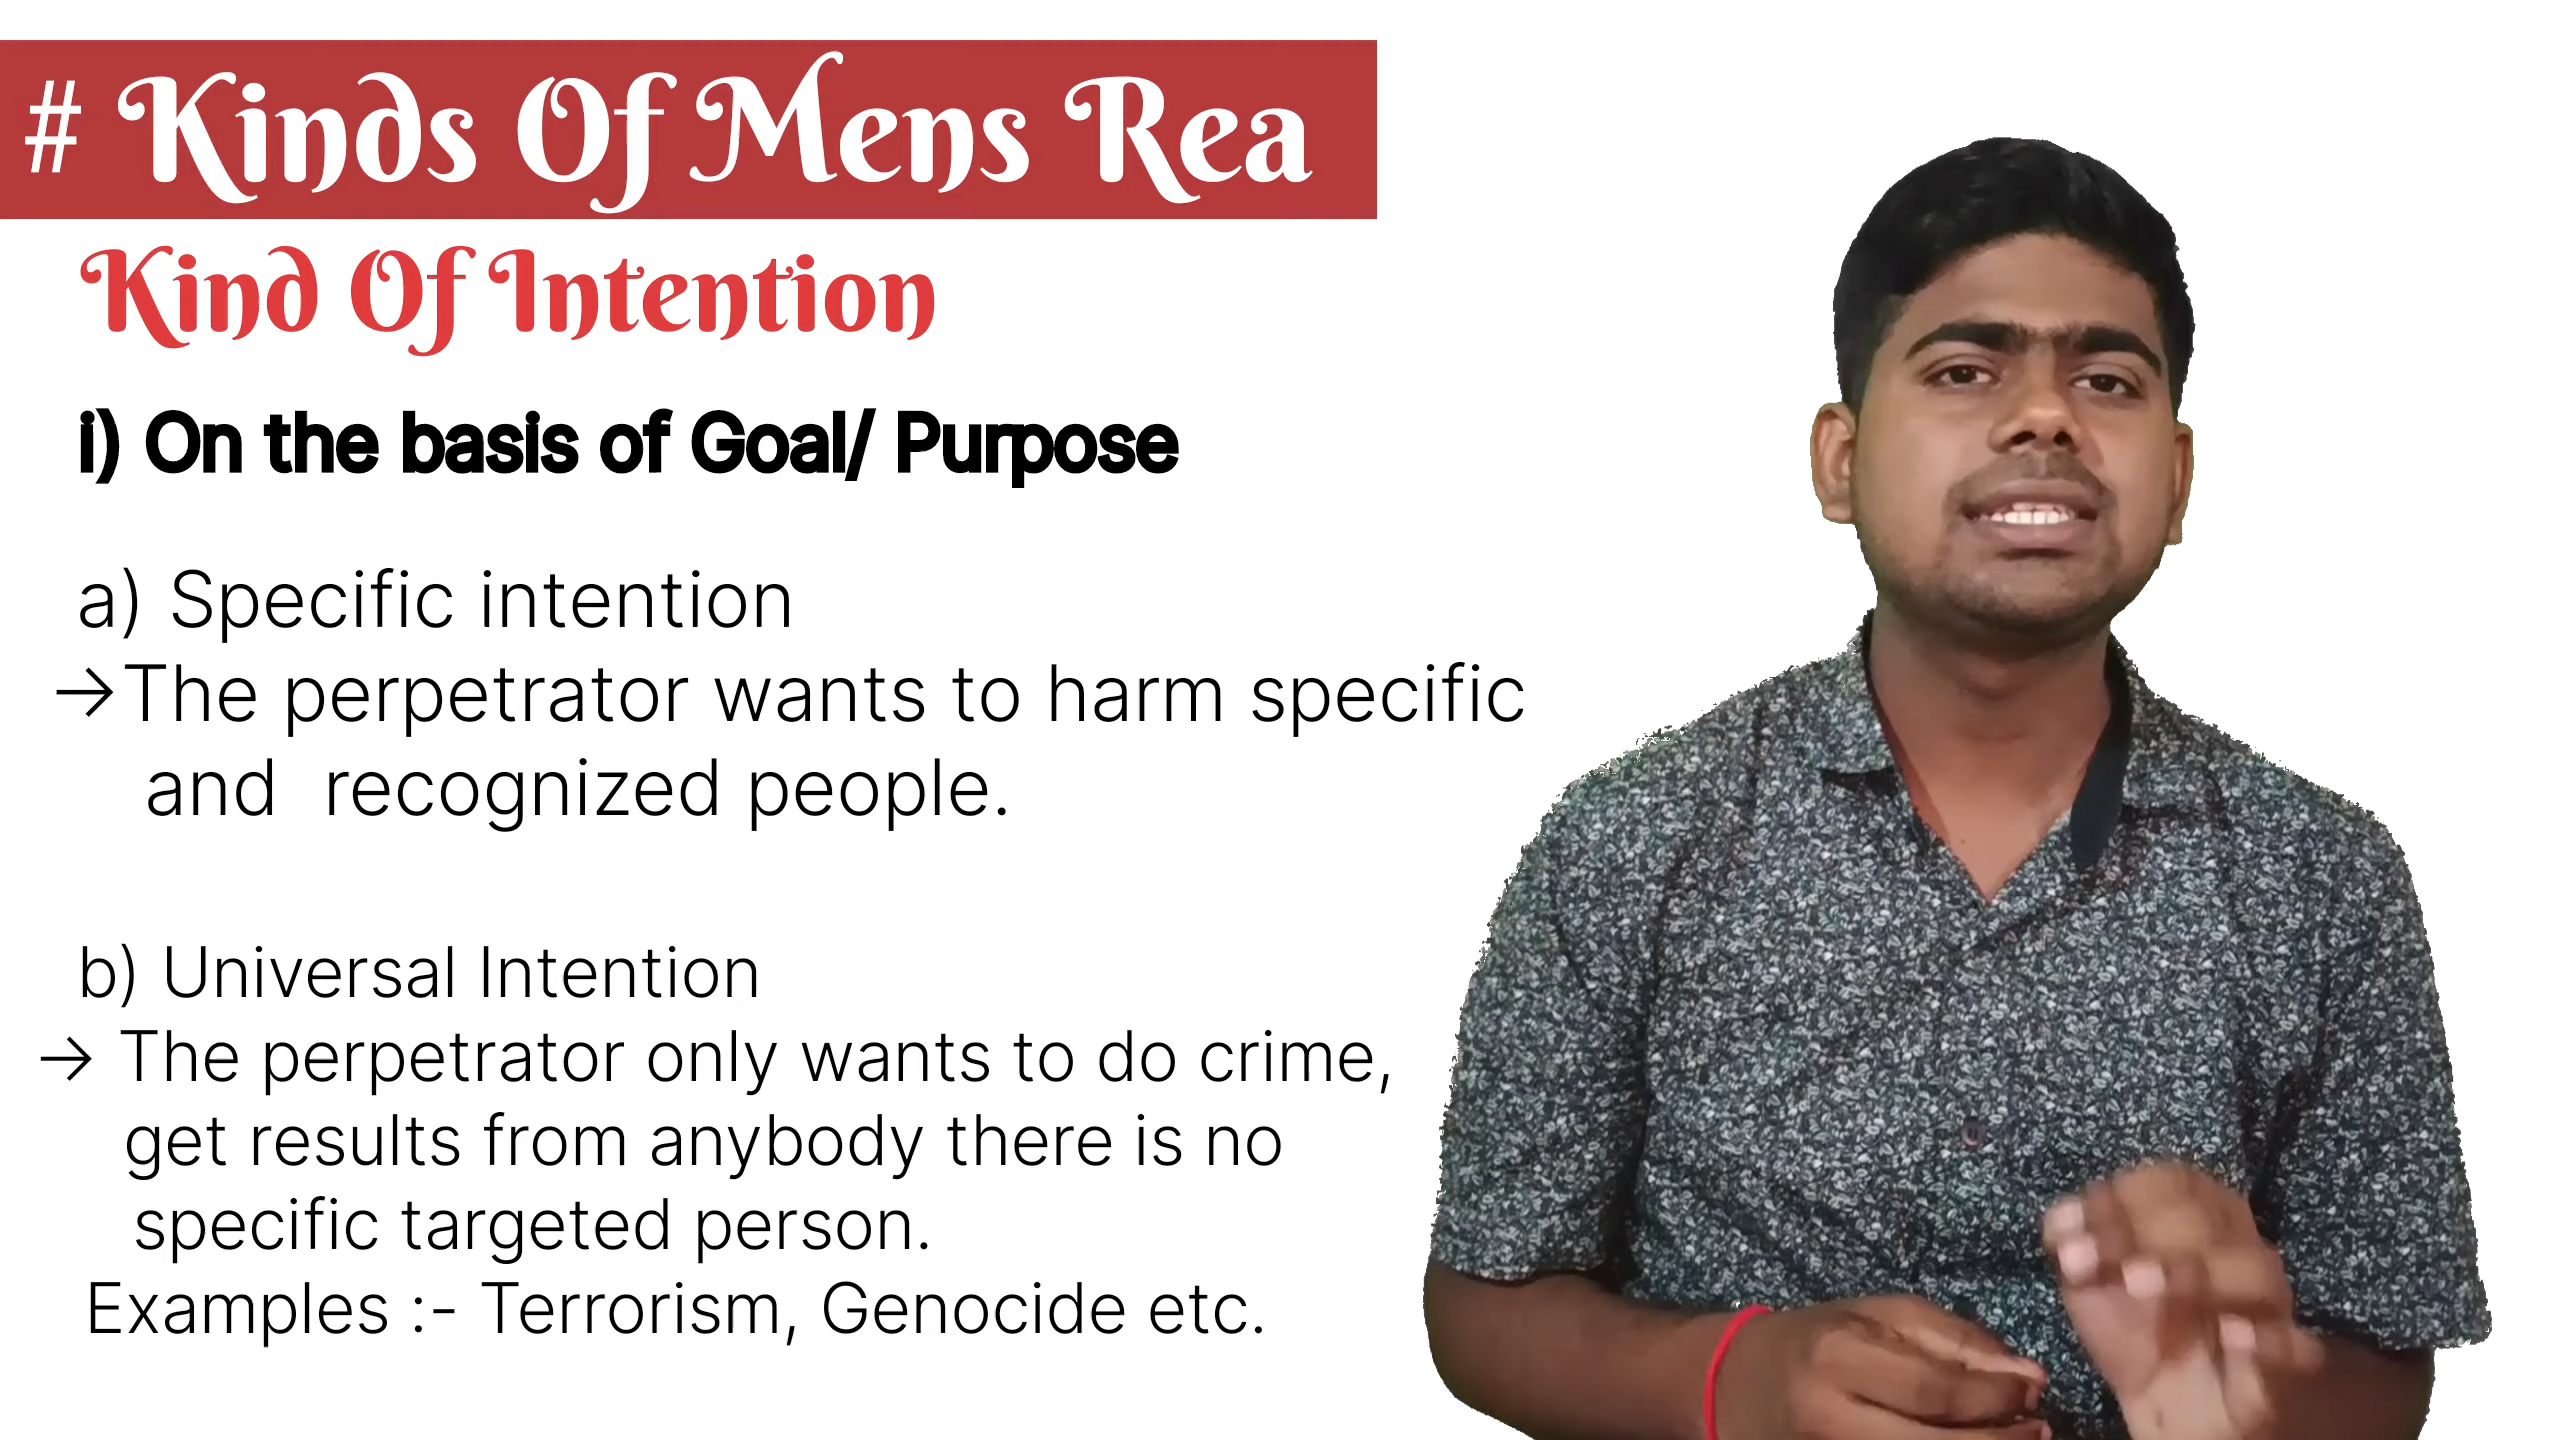 # Kinds Of Mens Rea
Kind Of Intention
i) On the basis of Goal/ Purpose
a) Specific intention
→The perpetrator wants to harm specific
and recognized people.
b) Universal Intention
→ The perpetrator only wants to do crime,
get results from anybody there is no
specific targeted person.
Examples :- Terrorism, Genocide etc.